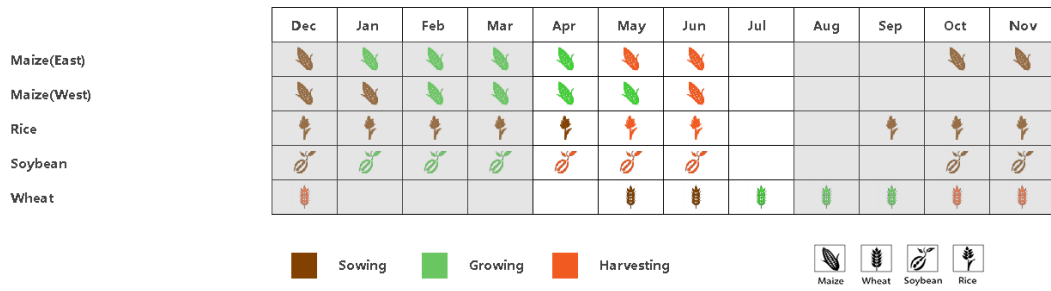 Dec Jan Feb Mar Apr May Jun Jul Aug Sep Oct Nov
Maize(East)
Maize(West)
Rice
Soybean
Wheat
Sowing Growing Harvesting
Maize Wheat Soybean Rice